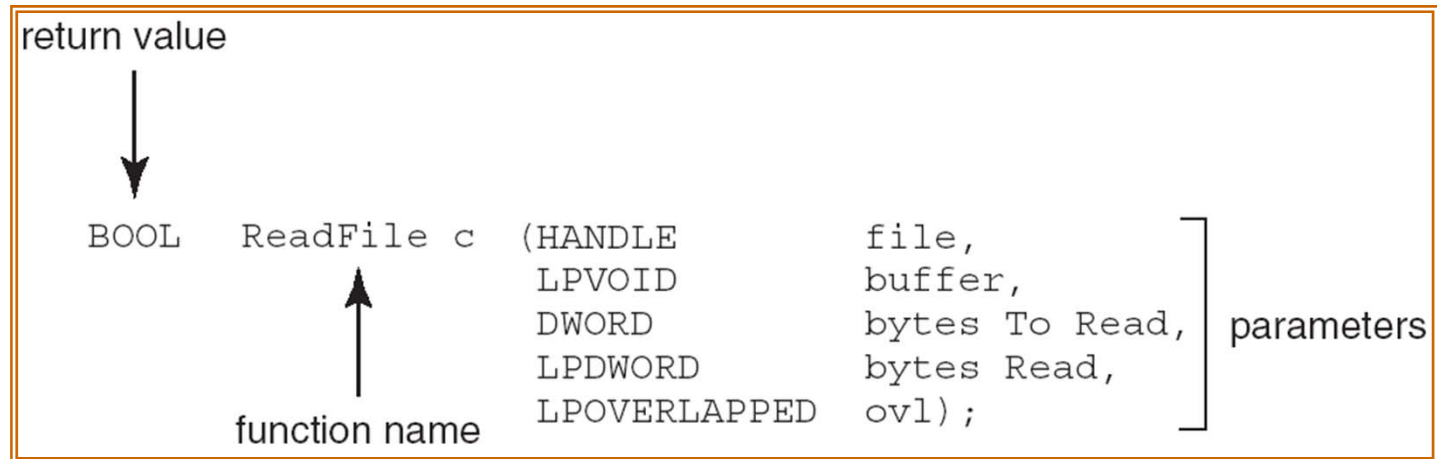 return value
BOOL ReadFile c (HANDLE file,
LPVOID buffer,
DWORD bytes To Read,
LPDWORD bytes Read,
LPOVERLAPPED ovl);
parameters
function name